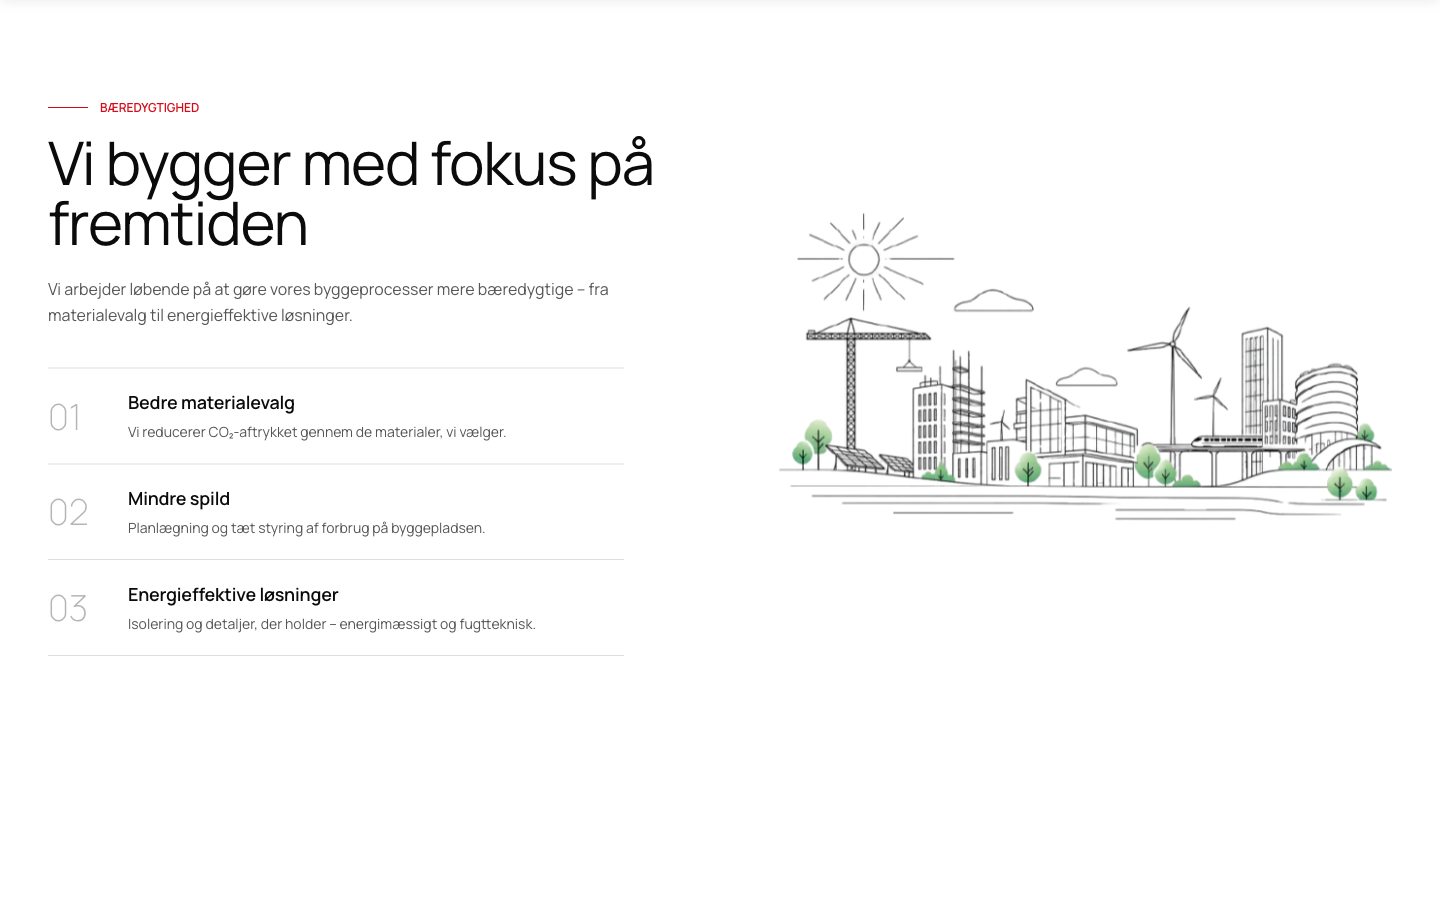 BÆREDYGTIGHED
Vi bygger med fokus på
fremtiden
Vi arbejder løbende på at gøre vores byggeprocesser mere bæredygtige – fra
materialevalg til energieffektive løsninger.
01
Bedre materialevalg
Vi reducerer CO₂-aftrykket gennem de materialer, vi vælger.
02
Mindre spild
Planlægning og tæt styring af forbrug på byggepladsen.
03
Energieffektive løsninger
Isolering og detaljer, der holder – energimæssigt og fugtteknisk.